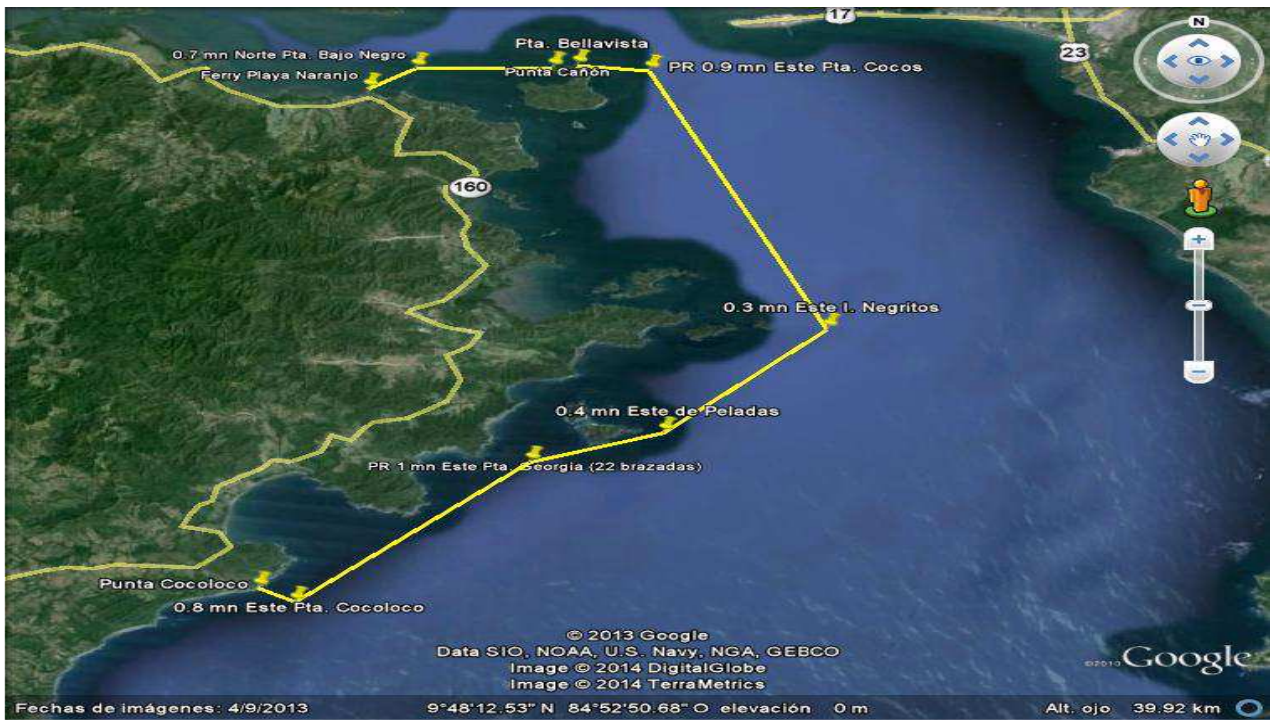 17
N
23
Pta. Bellavista
0.7 mn Norte Pta. Bajo Negro
Ferry Playa Naranjo
Punta Cañón
PR 0.9 mn Este Pta. Cocos
160
0.3 mn Este I. Negritos
0.4 mn Este de Peladas
PR 1 mn Este Pta. Georgia (22 brazadas)
Punta Cocoloco
0.8 mn Este Pta. Cocoloco
© 2013 Google
Data SIO, NOAA, U.S. Navy, NGA, GEBCO
Image © 2014 DigitalGlobe
Image © 2014 TerraMetrics
©2013 Google
Fechas de imágenes: 4/9/2013 9°48'12.53" N 84°52'50.68" O elevación 0 m Alt. ojo 39.92 km